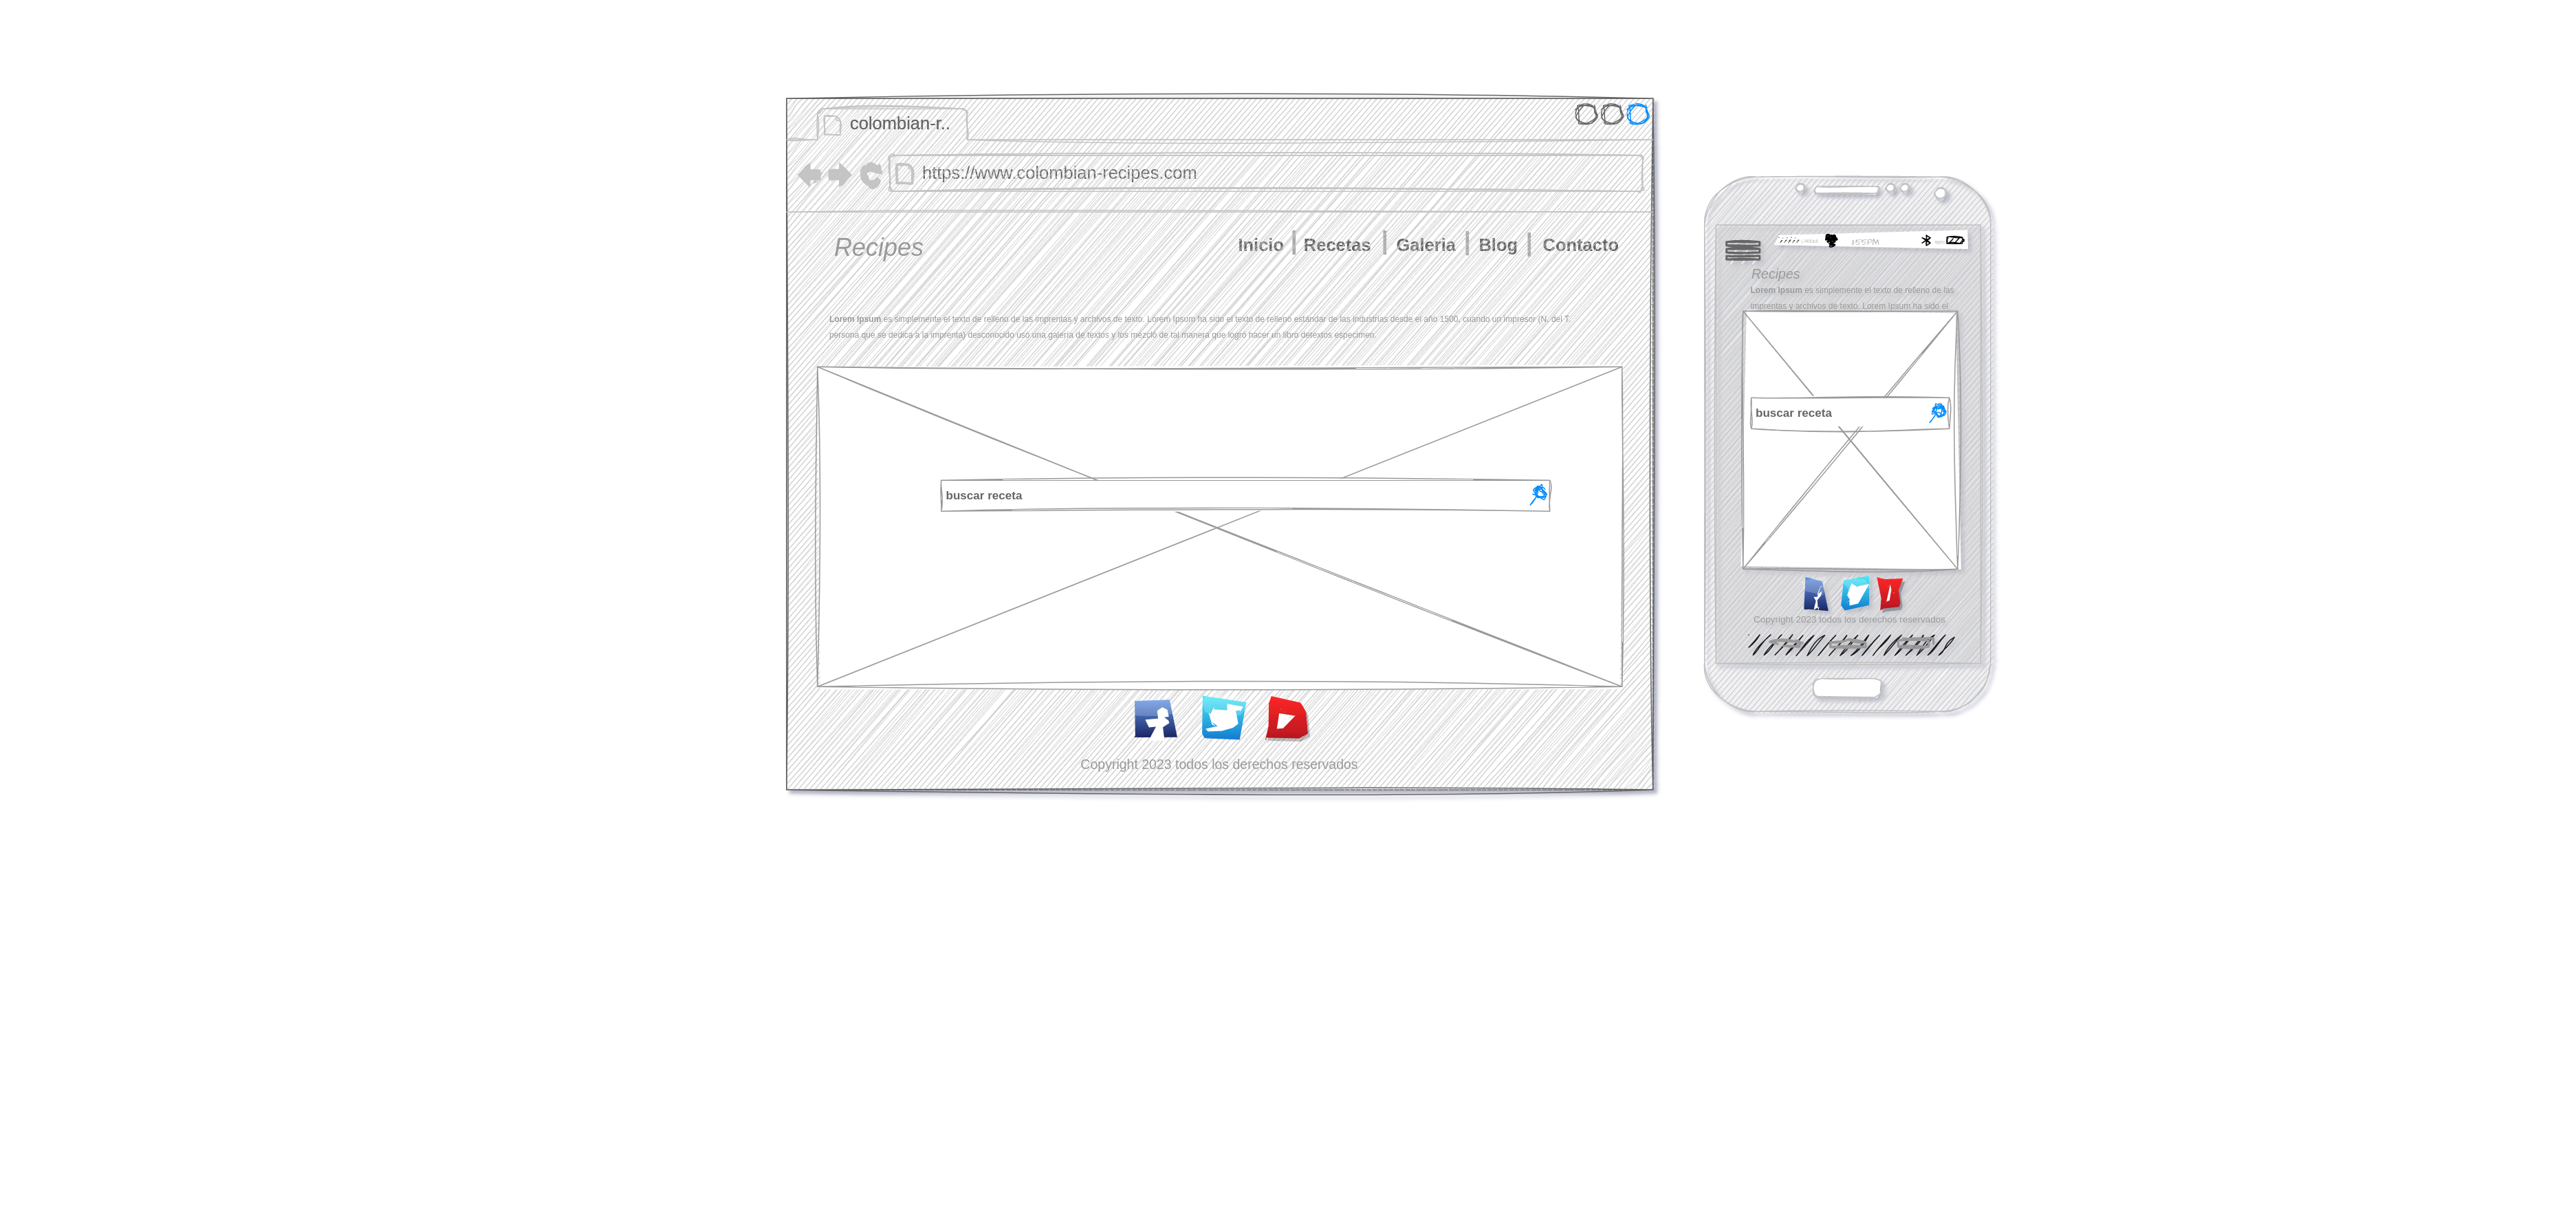 colombian-r..
https://www.colombian-recipes.com
Recipes
Inicio Recetas Galeria Blog Contacto
Lorem Ipsum es simplemente el texto de relleno de las imprentas y archivos de texto. Lorem Ipsum ha sido el texto de relleno estándar de las industrias desde el año 1500, cuando un impresor (N. del T.
persona que se dedica a la imprenta) desconocido usó una galería de textos y los mezcló de tal manera que logró hacer un libro detextos especimen.
buscar receta
Copyright 2023 todos los derechos reservados
Recipes
Lorem Ipsum es simplemente el texto de relleno de las
imprentas y archivos de texto. Lorem Ipsum ha sido el
buscar receta
Copyright 2023 todos los derechos reservados